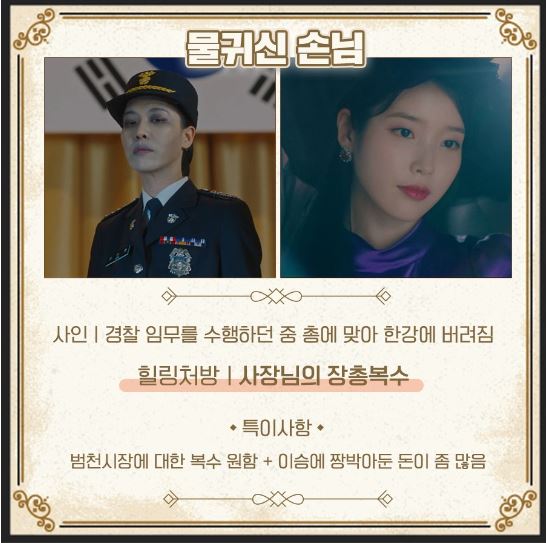 물귀신 손님
사인 | 경찰 임무를 수행하던 중 총에 맞아 한강에 버려짐
힐링처방 | 사장님의 장총복수
• 특이사항 •
범천시장에 대한 복수 원함 + 이승에 짱박아둔 돈이 좀 많음